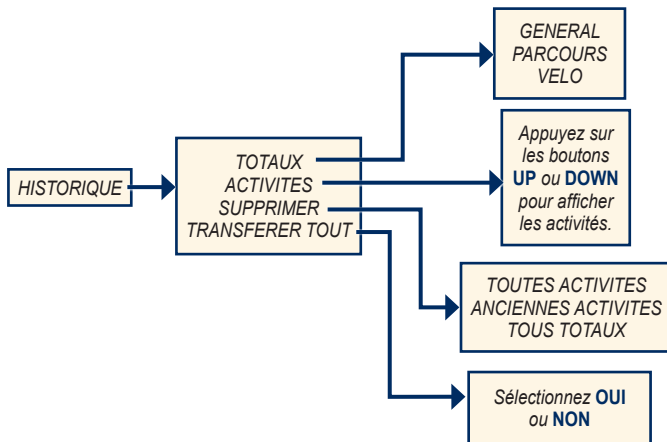 HISTORIQUE
TOTAUX
ACTIVITES
SUPPRIMER
TRANSFERER TOUT
GENERAL
PARCOURS
VELO
Appuyez sur
les boutons
UP ou DOWN
pour afficher
les activités.
TOUTES ACTIVITES
ANCIENNES ACTIVITES
TOUS TOTAUX
Sélectionnez OUI
ou NON